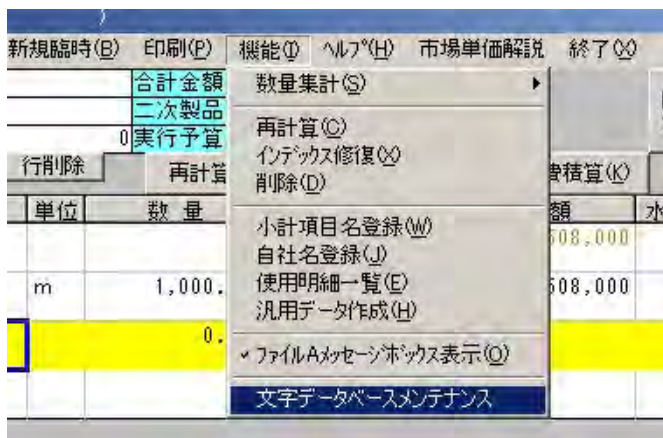 新規臨時(B) 印刷(P) 機能(I) ﾍﾙﾌﾟ(H) 市場単価解説 終了(X)
合計金額
二次製品
0 実行予算
行削除 再計算 費積算(K)
単位 数 量 額
608,000
m 1,000. 608,000
0.
数量集計(S)
再計算(C)
ｲﾝﾃﾞｯｸｽ修復(X)
削除(D)
小計項目名登録(W)
自社名登録(J)
使用明細一覧(E)
汎用ﾃﾞｰﾀ作成(H)
ﾌｧｲﾙAﾒｯｾｰｼﾞﾎﾞｯｸｽ表示(O)
文字ﾃﾞｰﾀﾍﾞｰｽﾒﾝﾃﾅﾝｽ